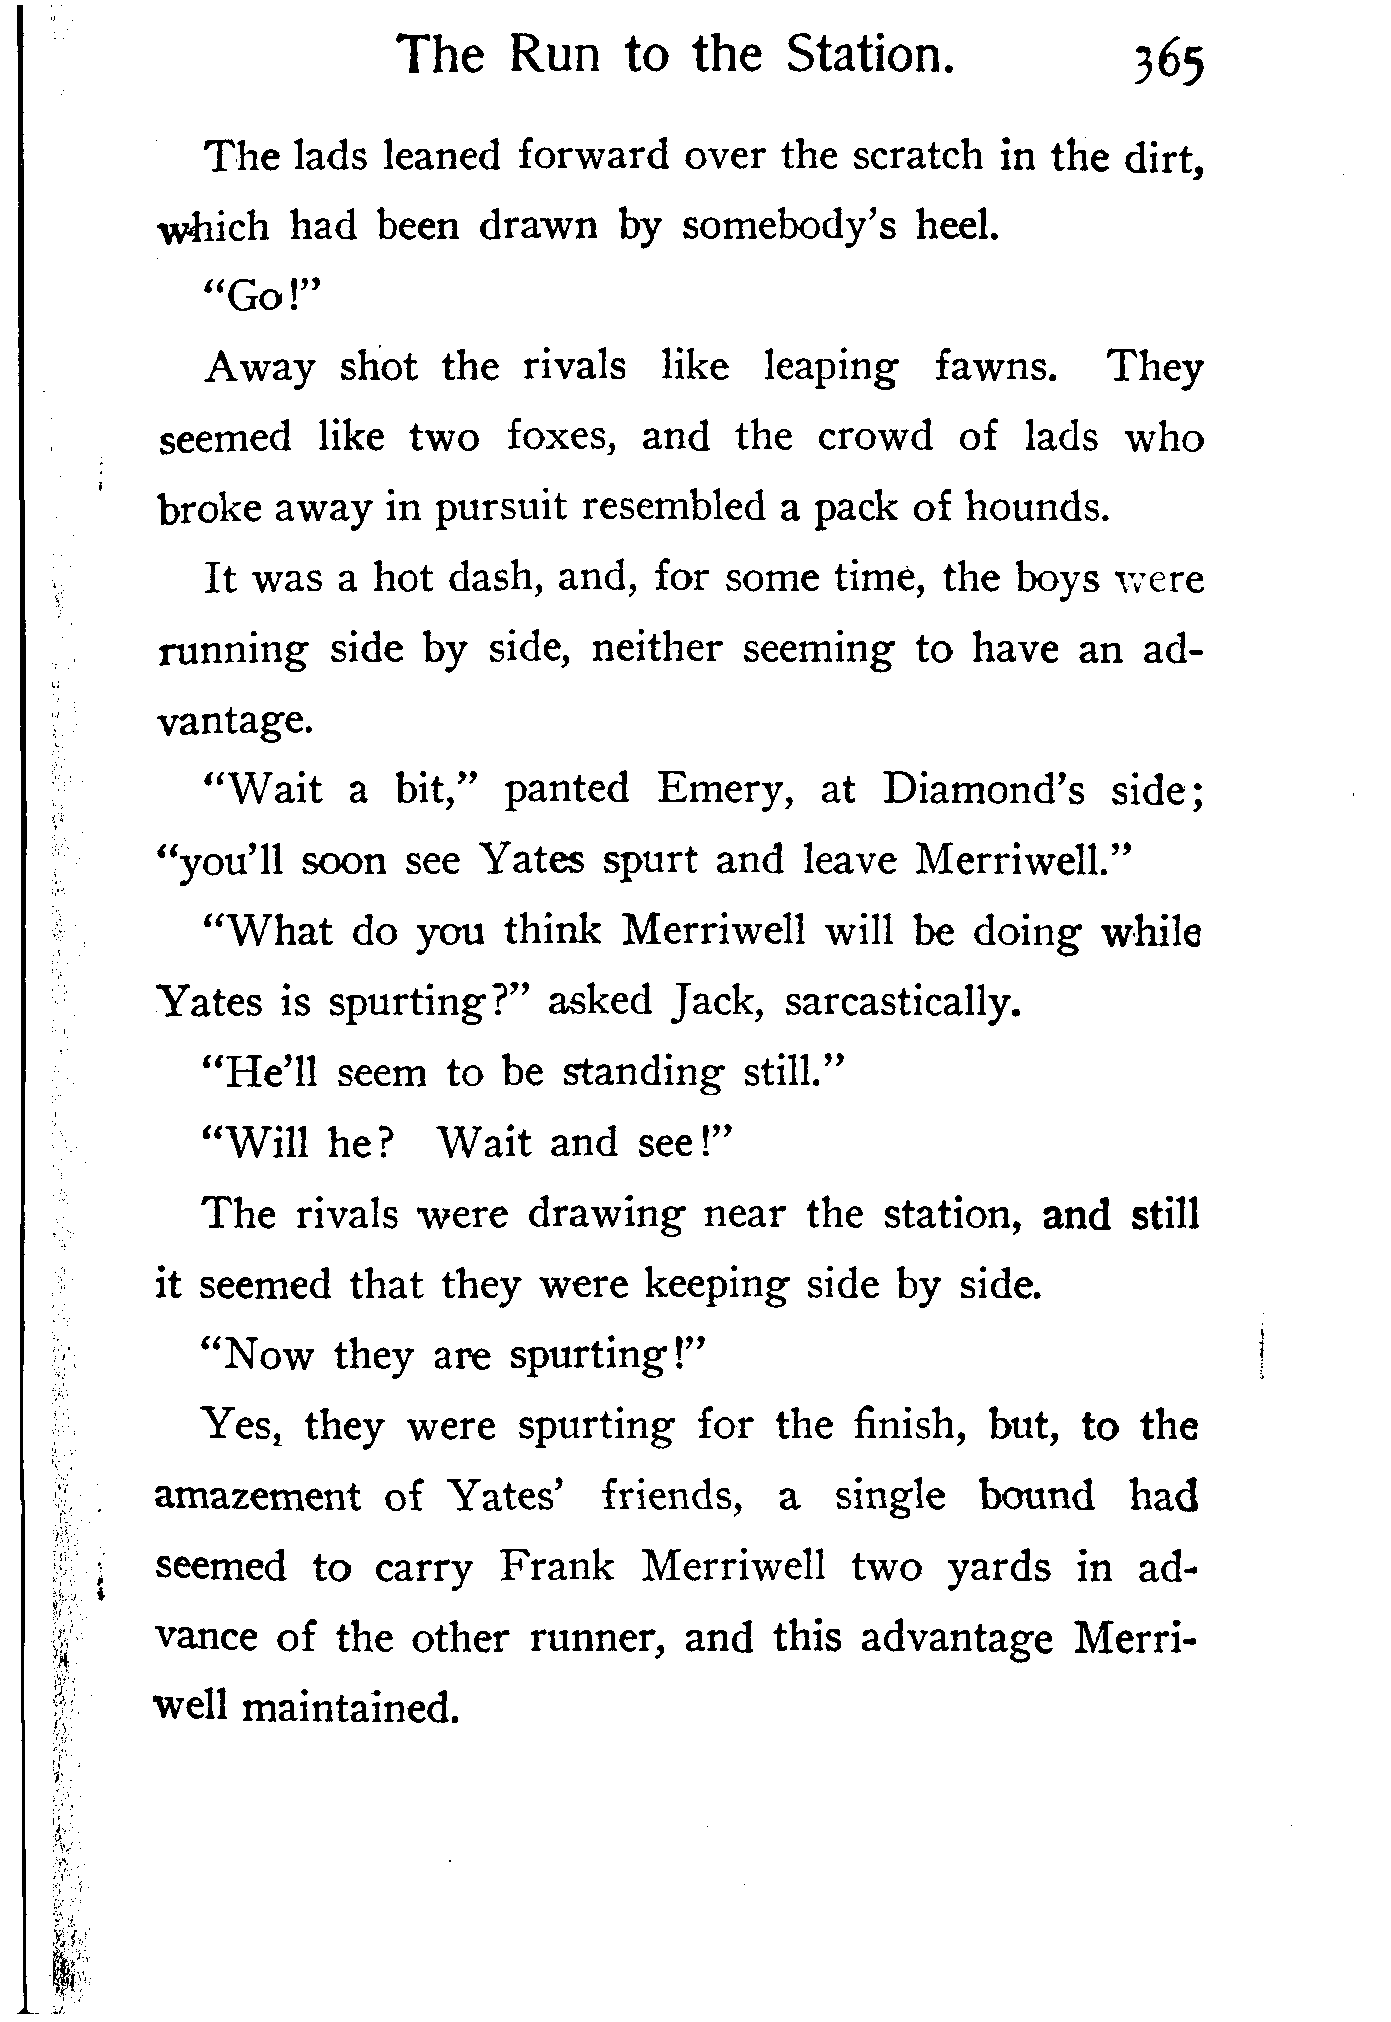 The Run to the Station. 365
The lads leaned forward over the scratch in the dirt,
which had been drawn by somebody's heel.
"Go!"
Away shot the rivals like leaping fawns. They
seemed like two foxes, and the crowd of lads who
broke away in pursuit resembled a pack of hounds.
It was a hot dash, and, for some time, the boys were
running side by side, neither seeming to have an ad-
vantage.
"Wait a bit," panted Emery, at Diamond's side;
"you'll soon see Yates spurt and leave Merriwell."
"What do you think Merriwell will be doing while
Yates is spurting?" asked Jack, sarcastically.
"He'll seem to be standing still."
"Will he? Wait and see!"
The rivals were drawing near the station, and still
it seemed that they were keeping side by side.
"Now they are spurting!"
Yes, they were spurting for the finish, but, to the
amazement of Yates' friends, a single bound had
seemed to carry Frank Merriwell two yards in ad-
vance of the other runner, and this advantage Merri-
well maintained.